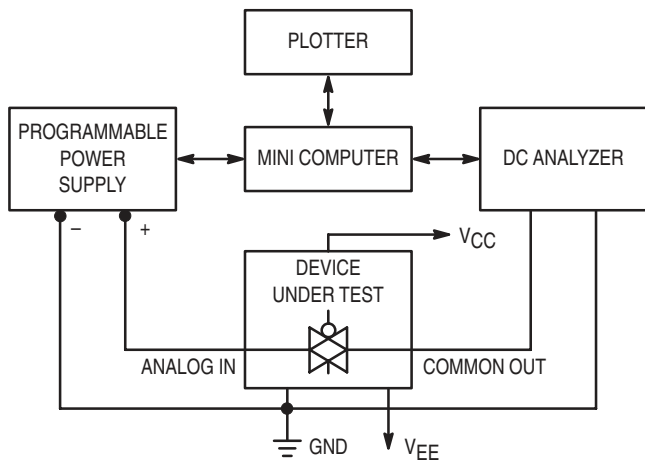 PLOTTER
PROGRAMMABLE
POWER
SUPPLY
MINI COMPUTER
DC ANALYZER
– +
VCC
DEVICE
UNDER TEST
ANALOG IN
COMMON OUT
GND
VEE